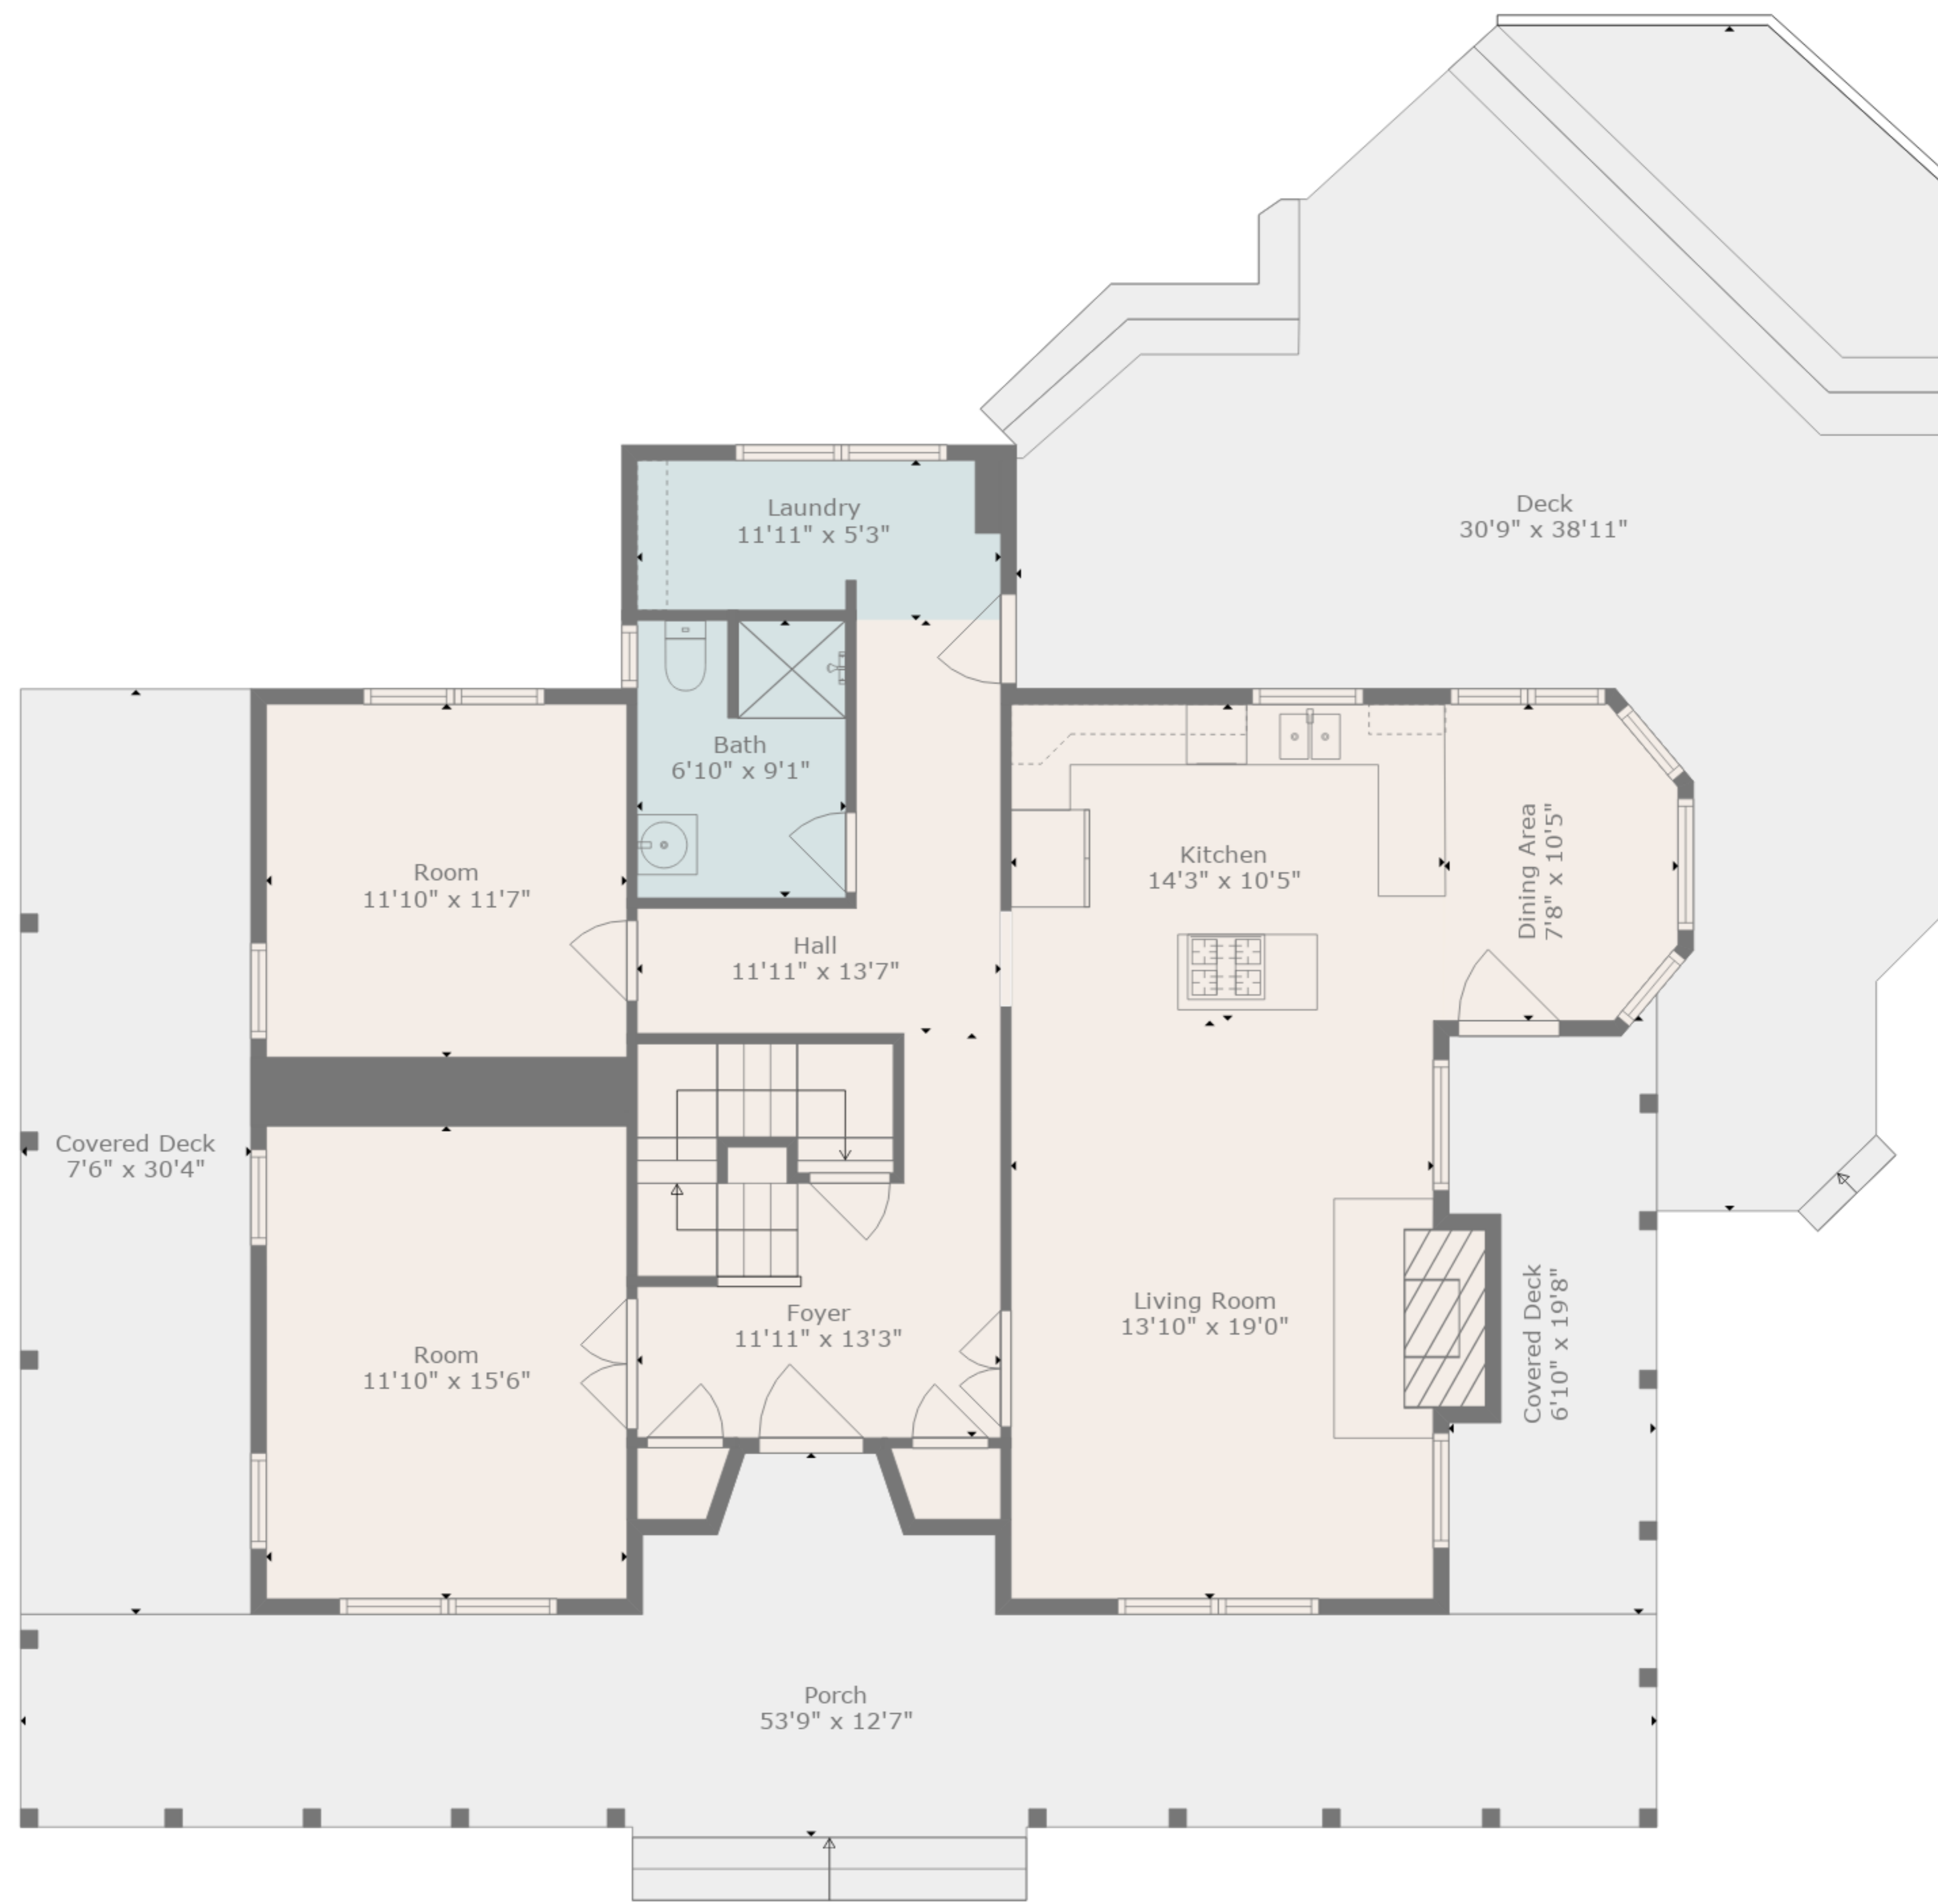 Deck
30'9" x 38'11"
Laundry
11'11" x 5'3"
Bath
6'10" x 9'1"
Room
11'10" x 11'7"
Kitchen
14'3" x 10'5"
Dining Area
7'8" x 10'5"
Hall
11'11" x 13'7"
Covered Deck
7'6" x 30'4"
Foyer
11'11" x 13'3"
Living Room
13'10" x 19'0"
Covered Deck
6'10" x 19'8"
Room
11'10" x 15'6"
Porch
53'9" x 12'7"